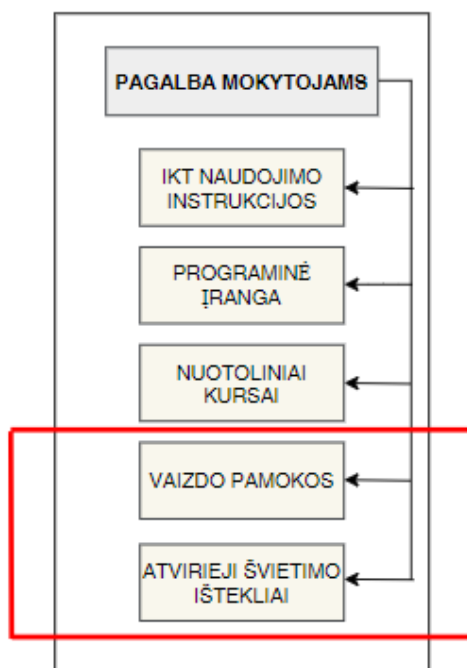 PAGALBA MOKYTOJAMS
IKT NAUDOJIMO
INSTRUKCIJOS
PROGRAMINĖ
ĮRANGA
NUOTOLINIAI
KURSAI
VAIZDO PAMOKOS
ATVIRIEJI ŠVIETIMO
IŠTEKLIAI